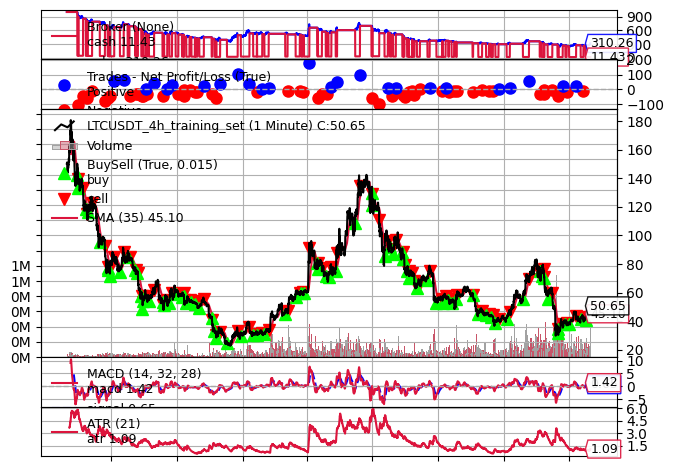 Broker (None)
cash 11.43
900
600
300
310.26
11.43
200
Trades - Net Profit/Loss (True)
Positive
100
0
−100
LTCUSDT_4h_training_set (1 Minute) C:50.65
Volume
BuySell (True, 0.015)
buy
sell
SMA (35) 45.10
180
160
140
120
100
80
60
40
20
50.65
1M
1M
0M
0M
0M
0M
0M
MACD (14, 32, 28)
macd 1.42
10
5
0
−5
1.42
ATR (21)
atr 1.09
6.0
4.5
3.0
1.5
1.09